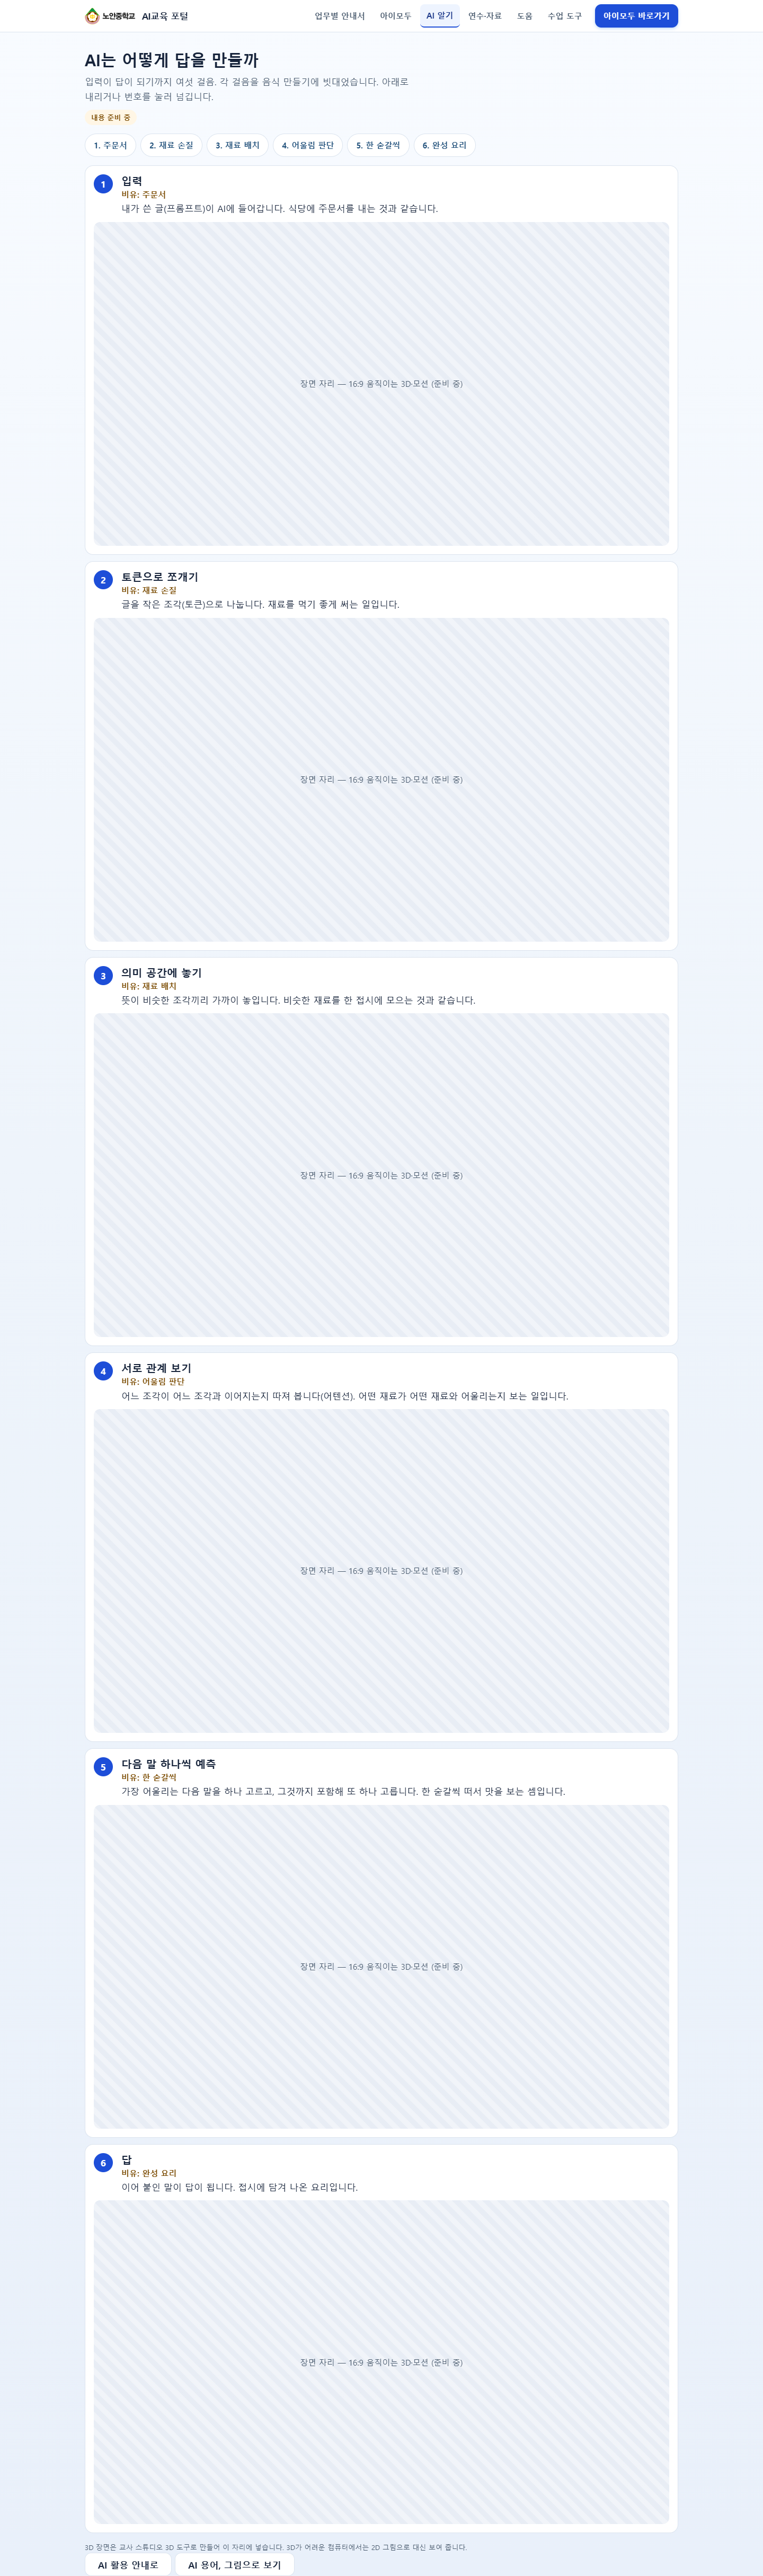 노안중학교 AI교육 포털
업무별 안내서 아이모두 AI 알기 연수·자료 도움 수업 도구 아이모두 바로가기
AI는 어떻게 답을 만들까
입력이 답이 되기까지 여섯 걸음. 각 걸음을 음식 만들기에 빗대었습니다. 아래로
내리거나 번호를 눌러 넘깁니다.
내용 준비 중
1. 주문서 2. 재료 손질 3. 재료 배치 4. 어울림 판단 5. 한 숟갈씩 6. 완성 요리
1 입력
비유: 주문서
내가 쓴 글(프롬프트)이 AI에 들어갑니다. 식당에 주문서를 내는 것과 같습니다.
장면 자리 — 16:9 움직이는 3D·모션 (준비 중)
2 토큰으로 쪼개기
비유: 재료 손질
글을 작은 조각(토큰)으로 나눕니다. 재료를 먹기 좋게 써는 일입니다.
장면 자리 — 16:9 움직이는 3D·모션 (준비 중)
3 의미 공간에 놓기
비유: 재료 배치
뜻이 비슷한 조각끼리 가까이 놓입니다. 비슷한 재료를 한 접시에 모으는 것과 같습니다.
장면 자리 — 16:9 움직이는 3D·모션 (준비 중)
4 서로 관계 보기
비유: 어울림 판단
어느 조각이 어느 조각과 이어지는지 따져 봅니다(어텐션). 어떤 재료가 어떤 재료와 어울리는지 보는 일입니다.
장면 자리 — 16:9 움직이는 3D·모션 (준비 중)
5 다음 말 하나씩 예측
비유: 한 숟갈씩
가장 어울리는 다음 말을 하나 고르고, 그것까지 포함해 또 하나 고릅니다. 한 숟갈씩 떠서 맛을 보는 셈입니다.
장면 자리 — 16:9 움직이는 3D·모션 (준비 중)
6 답
비유: 완성 요리
이어 붙인 말이 답이 됩니다. 접시에 담겨 나온 요리입니다.
장면 자리 — 16:9 움직이는 3D·모션 (준비 중)
3D 장면은 교사 스튜디오 3D 도구로 만들어 이 자리에 넣습니다. 3D가 어려운 컴퓨터에서는 2D 그림으로 대신 보여 줍니다.
AI 활용 안내로 AI 용어, 그림으로 보기